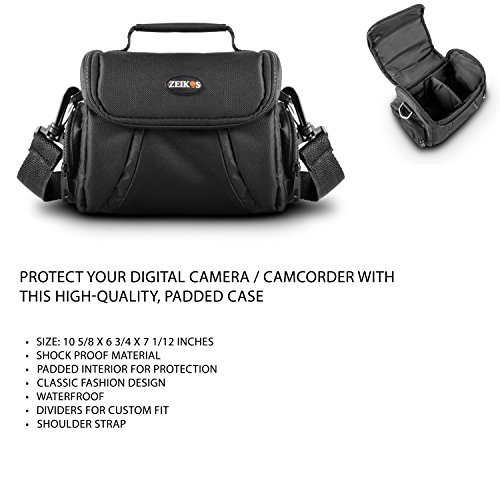 ZEIKOS
PROTECT YOUR DIGITAL CAMERA / CAMCORDER WITH
THIS HIGH-QUALITY, PADDED CASE
• SIZE: 10 5/8 X 6 3/4 X 7 1/12 INCHES
• SHOCK PROOF MATERIAL
• PADDED INTERIOR FOR PROTECTION
• CLASSIC FASHION DESIGN
• WATERPROOF
• DIVIDERS FOR CUSTOM FIT
• SHOULDER STRAP